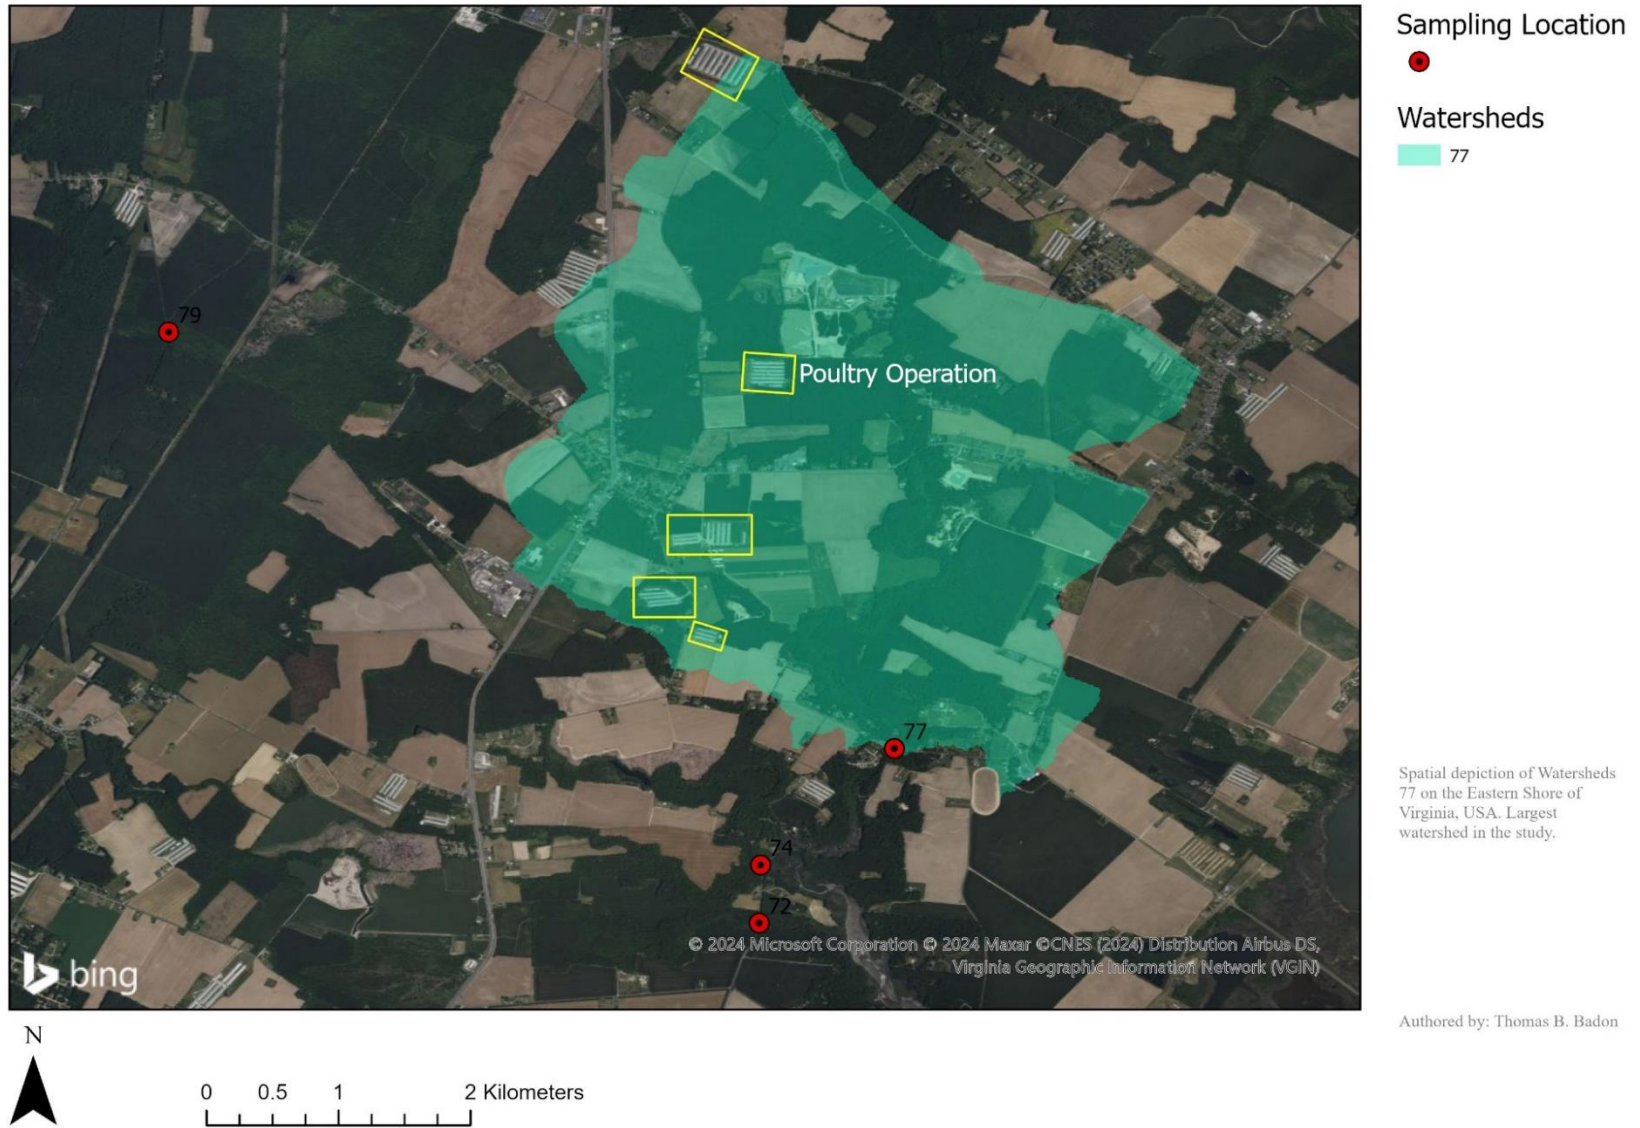 Sampling Location
Watersheds
77
79
Poultry Operation
77
74
72
© 2024 Microsoft Corporation © 2024 Maxar ©CNES (2024) Distribution Airbus DS,
Virginia Geographic Information Network (VGIN)
bing
Spatial depiction of Watersheds
77 on the Eastern Shore of
Virginia, USA. Largest
watershed in the study.
Authored by: Thomas B. Badon
N
0 0.5 1 2 Kilometers